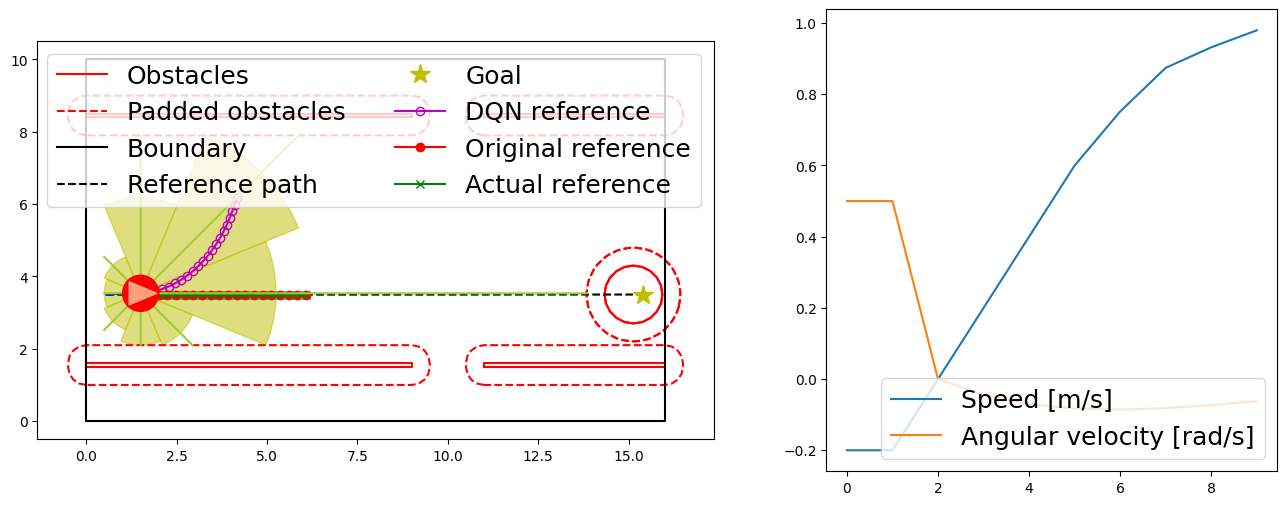 Obstacles
Padded obstacles
Boundary
Reference path
Goal
DQN reference
Original reference
Actual reference
10
8
6
4
2
0
0.0 2.5 5.0 7.5 10.0 12.5 15.0
1.0
0.8
0.6
0.4
0.2
0.0
−0.2
Speed [m/s]
Angular velocity [rad/s]
0 2 4 6 8